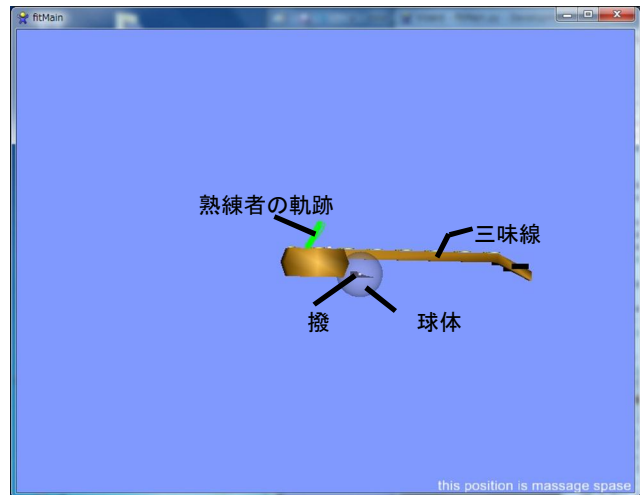 fitMain
熟練者の軌跡
三味線
撥
球体
this position is massage spase